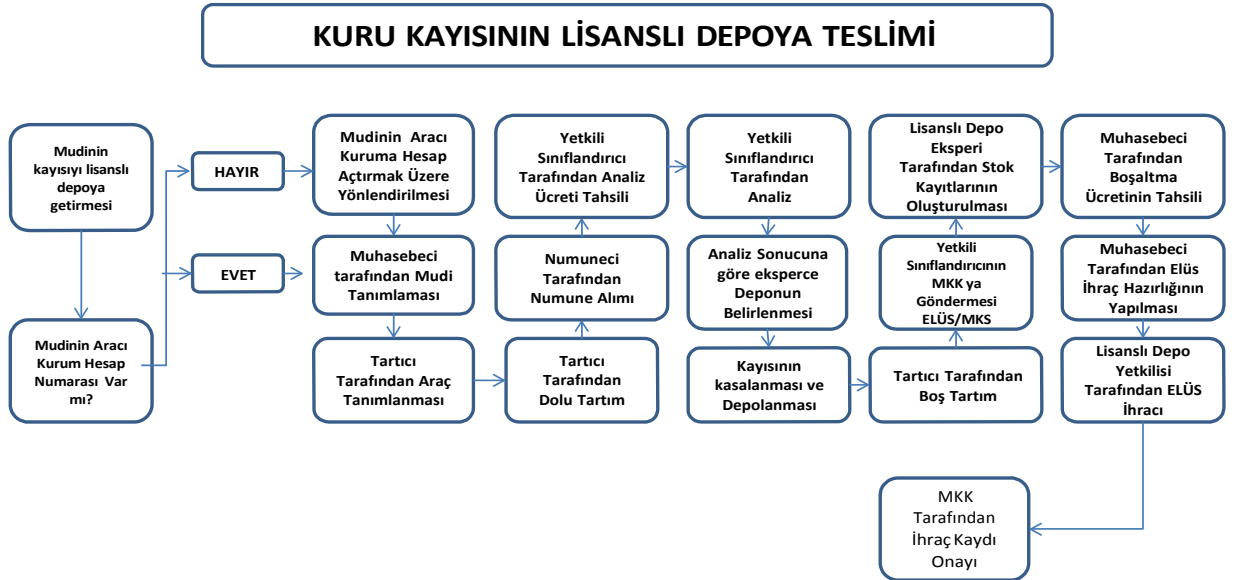 KURU KAYISININ LİSANSLI DEPOYA TESLİMİ
Mudinin
kayısıyı lisanslı
depoya
getirmesi
Mudinin Aracı
Kurum Hesap
Numarası Var
mı?
HAYIR
EVET
Mudinin Aracı
Kuruma Hesap
Açtırmak Üzere
Yönlendirilmesi
Muhasebeci
tarafından Mudi
Tanımlaması
Tartıcı
Tarafından Araç
Tanımlanması
Tartıcı
Tarafından
Dolu Tartım
Numuneci
Tarafından
Numune Alımı
Yetkili
Sınıflandırıcı
Tarafından Analiz
Ücreti Tahsili
Yetkili
Sınıflandırıcı
Tarafından
Analiz
Analiz Sonucuna
göre eksperce
Deponun
Belirlenmesi
Kayısının
kasalanması ve
Depolanması
Tartıcı Tarafından
Boş Tartım
Yetkili
Sınıflandırıcının
MKK ya
Göndermesi
ELÜS/MKS
Lisanslı Depo
Eksperi
Tarafından Stok
Kayıtlarının
Oluşturulması
Muhasebeci
Tarafından
Boşaltma
Ücretinin Tahsili
Muhasebeci
Tarafından Elüs
İhraç Hazırlığının
Yapılması
Lisanslı Depo
Yetkilisi
Tarafından ELÜS
İhracı
MKK
Tarafından
İhraç Kaydı
Onayı